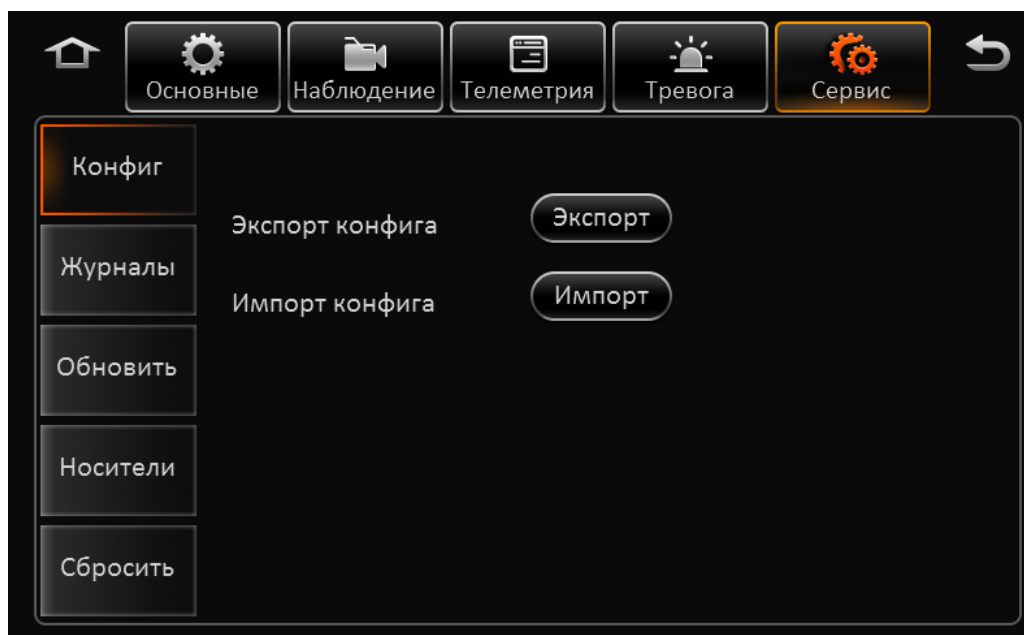 Основные Наблюдение Телеметрия Тревога Сервис
Конфиг
Экспорт конфига Экспорт
Журналы
Импорт конфига Импорт
Обновить
Носители
Сбросить